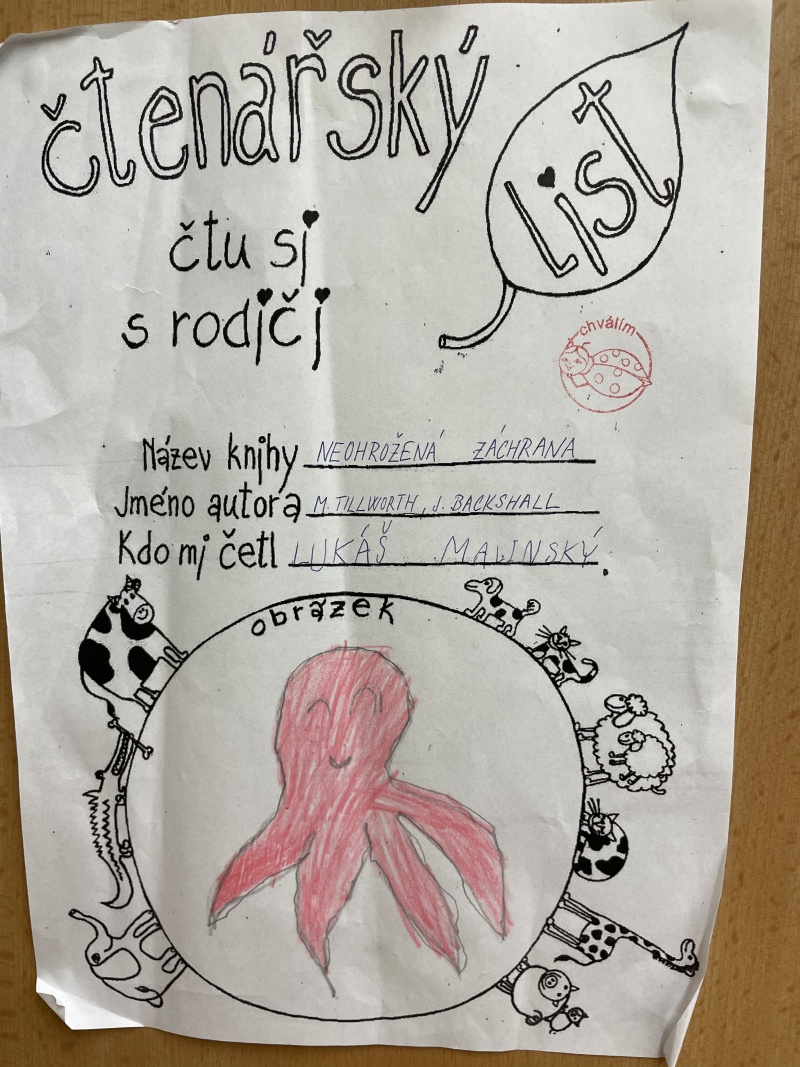 čtenářský
list
čtu si
s rodiči
chválím
Název knihy NEOHROŽENÁ ZÁCHRANA
Jméno autora M. TILLWORTH, J. BACKSHALL
Kdo mi četl LUKÁŠ MALINSKÝ.
obrázek